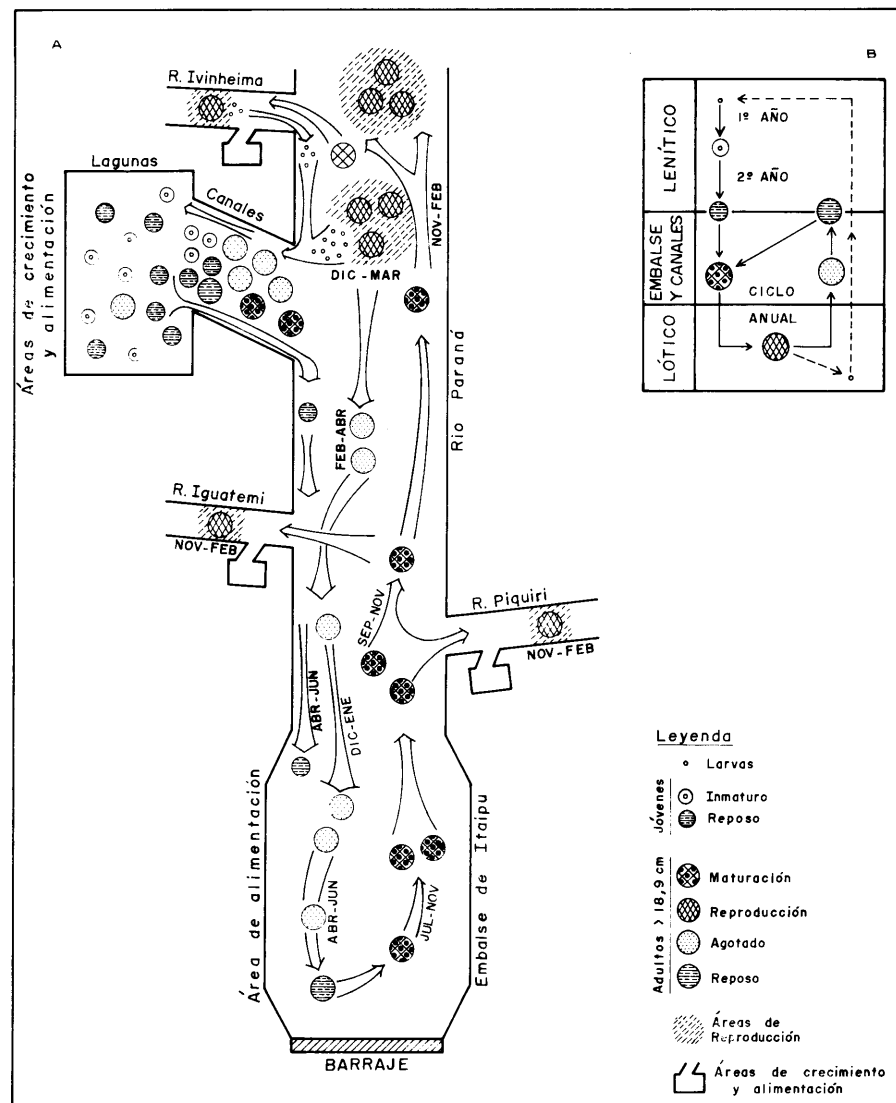 A
R. Ivinheima
Lagunas
Canales
Áreas de crecimiento
y alimentación
DIC-MAR
NOV-FEB
Rio Paraná
FEB-ABR
R. Iguatemi
NOV-FEB
SEP-NOV
R. Piquiri
NOV-FEB
ABR-JUN
DIC-ENE
Área de alimentación
ABR-JUN
JUL-NOV
Embalse de Itaipu
BARRAJE
B
LENÍTICO
1º AÑO
2º AÑO
EMBALSE
Y CANALES
CICLO
ANUAL
LÓTICO
Leyenda
Larvas
Jóvenes
Inmaturo
Reposo
Adultos > 18,9 cm
Maturación
Reproducción
Agotado
Reposo
Áreas de
Reproducción
Áreas de crecimiento
y alimentación